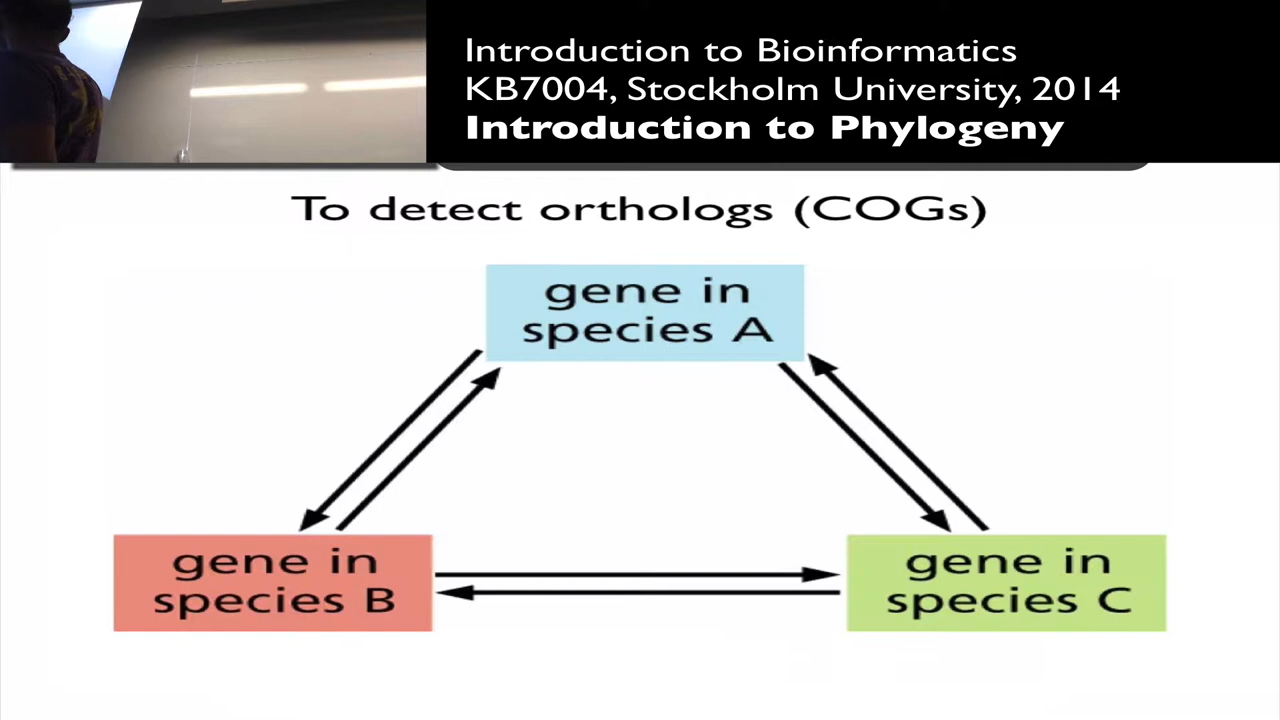 Introduction to Bioinformatics
KB7004, Stockholm University, 2014
Introduction to Phylogeny
To detect orthologs (COGs)
gene in
species A
gene in
species B
gene in
species C